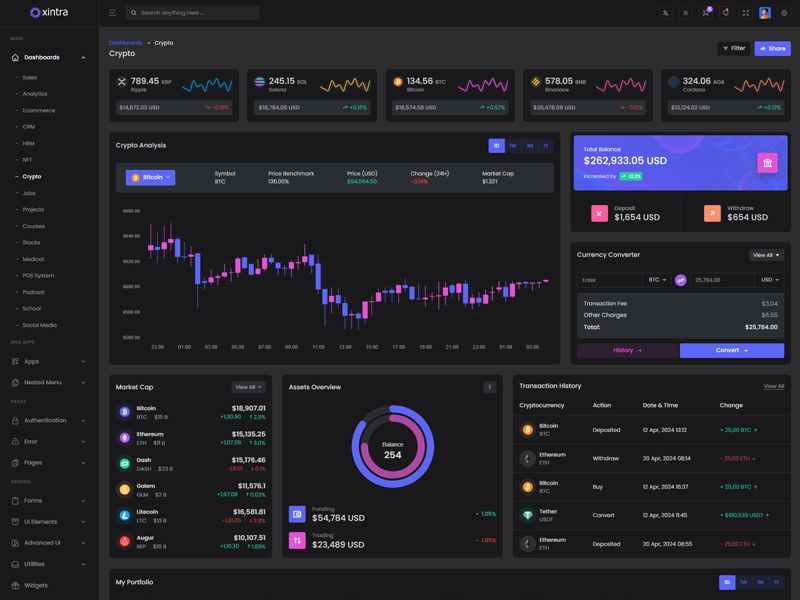 xintra
Search anything here ...
MAIN
Dashboards
Sales
Analytics
Ecommerce
CRM
HRM
NFT
Crypto
Jobs
Projects
Courses
Stocks
Medical
POS System
Podcast
School
Social Media
WEB APPS
Apps
Nested Menu
PAGES
Authentication
Error
Pages
GENERAL
Forms
UI Elements
Advanced UI
Utilities
Widgets
Dashboards → Crypto
Crypto
Filter
Share
789.45 XRP
Ripple
$14,872.03 USD
-0.16%
245.15 SOL
Solana
$18,784.05 USD
+0.15%
134.56 BTC
Bitcoin
$18,574.58 USD
+0.57%
578.05 BNB
Binanace
$26,478.09 USD
-0.12%
324.06 ADA
Cardano
$13,124.02 USD
+0.12%
Crypto Analysis
1D 1W 1M 1Y
Bitcoin
Symbol
BTC
Price Benchmark
136.00%
Price (USD)
$54,564.60
Change (24H)
-0.14%
Market Cap
$1.32T
6660.00
6640.00
6620.00
6600.00
6580.00
6560.00
23:00 01:00 05:00 07:00 09:00 11:00 13:00 15:00 17:00 19:00 21:00 23:00 01:00 03:00
Total Balance
$262,933.05 USD
Increased by
Deposit
$1,654 USD
Withdraw
$654 USD
Currency Converter
View All
Enter
BTC
25,784.00
USD
Transaction Fee $3.04
Other Charges $6.55
Total: $25,784.00
History →
Convert →
Market Cap
View All
Bitcoin
BTC $15 B
$18,907.01
+1,30.90 ↑ 2.9%
Ethereum
ETH $11 B
$15,135.25
+1,07.09 ↑ 3.0%
Dash
DASH $23 B
$15,176.46
-1,8.01 ↓ 0.1%
Golem
GLM $2 B
$11,576.1
+1,67.08 ↑ 0.03%
Litecoin
LTC $13 B
$16,581.81
-1,01.05 ↓ 2.8%
Augur
REP $10 B
$10,107.51
+1,10.30 ↑ 1.89%
Assets Overview
Balance
254
Funding
$54,784 USD
1.05%
Trading
$23,489 USD
1.05%
Transaction History
View All
Cryptocurrency Action Date & Time Change
Bitcoin
BTC
Deposited
12 Apr, 2024 13:12
+ 25,00 BTC ↑
Ethereum
ETH
Withdraw
20 Apr, 2024 08:14
- 25,00 ETH ↓
Bitcoin
BTC
Buy
12 Apr, 2024 16:37
+ 25,00 BTC ↑
Tether
USDT
Convert
12 Apr, 2024 11:45
+ $610,539 USDT ↑
Ethereum
ETH
Deposited
20 Apr, 2024 08:55
- 25,00 ETH ↓
My Portfolio
1D 1W 1M 1Y